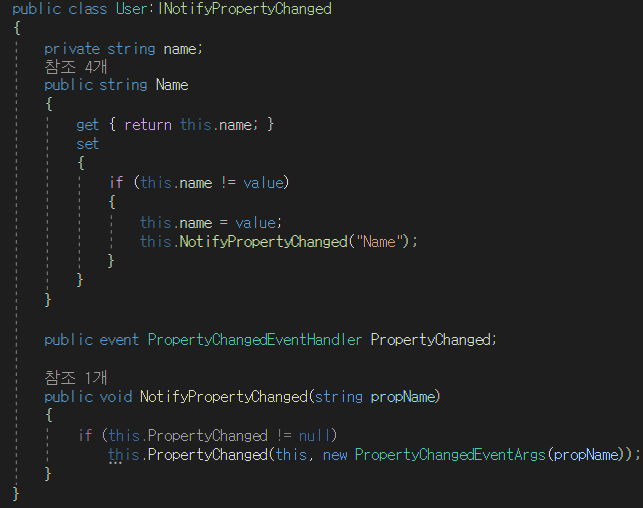 public class User:INotifyPropertyChanged
{
    private string name;
    참조 4개
    public string Name
    {
        get { return this.name; }
        set
        {
            if (this.name != value)
            {
                this.name = value;
                this.NotifyPropertyChanged("Name");
            }
        }
    }
    public event PropertyChangedEventHandler PropertyChanged;
    참조 1개
    public void NotifyPropertyChanged(string propName)
    {
        if (this.PropertyChanged != null)
            this.PropertyChanged(this, new PropertyChangedEventArgs(propName));
    }
}